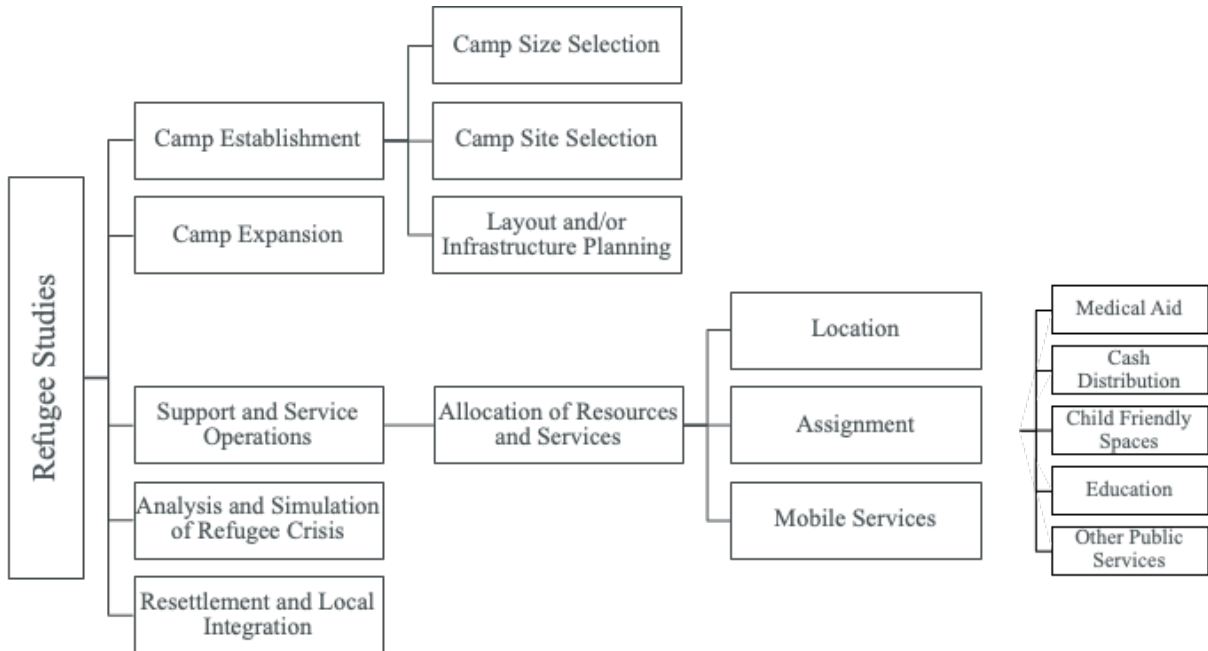 Refugee Studies
Camp Establishment
Camp Expansion
Support and Service
Operations
Analysis and Simulation
of Refugee Crisis
Resettlement and Local
Integration
Camp Size Selection
Camp Site Selection
Layout and/or
Infrastructure Planning
Allocation of Resources
and Services
Location
Assignment
Mobile Services
Medical Aid
Cash
Distribution
Child Friendly
Spaces
Education
Other Public
Services